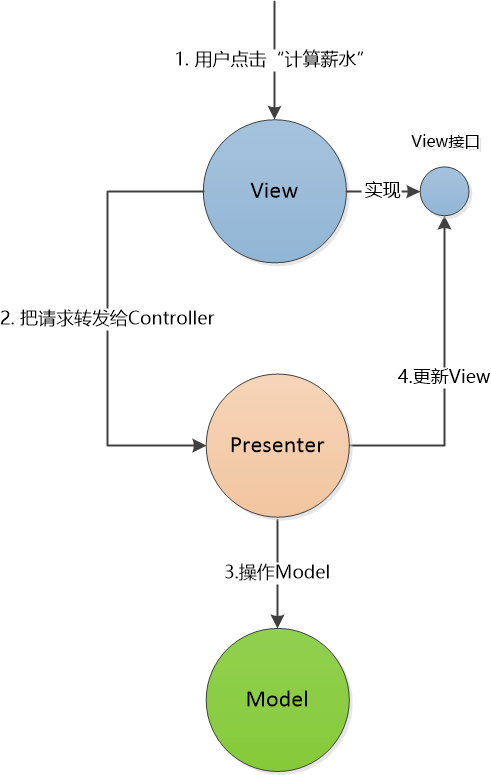 1. 用户点击“计算薪水”
View接口
View
实现
2. 把请求转发给Controller
4.更新View
Presenter
3.操作Model
Model